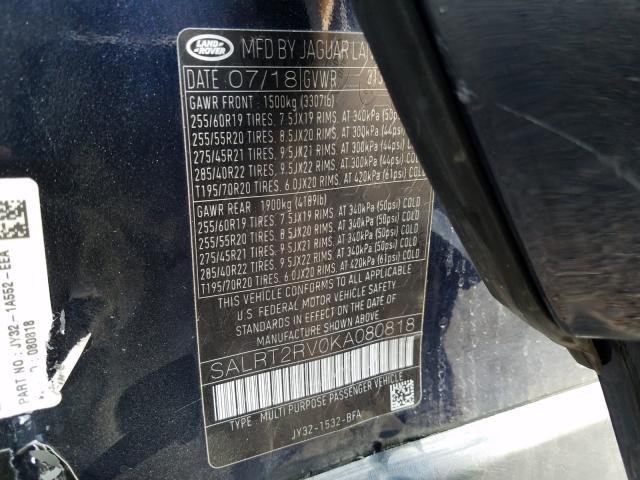 LAND ROVER
MFD BY JAGUAR LA
DATE 07/18 GVWR
GAWR FRONT : 1500kg (3307lb)
255/60R19 TIRES. 7.5JX19 RIMS. AT 340kPa (50p
255/55R20 TIRES. 8.5JX20 RIMS. AT 300kPa (44ps
275/45R21 TIRES. 9.5JX21 RIMS. AT 300kPa (44psi)
285/40R22 TIRES. 9.5JX22 RIMS. AT 300kPa (44psi)
T195/70R20 TIRES. 6.0JX20 RIMS. AT 420kPa (61psi) C
GAWR REAR : 1900kg (4189lb)
255/60R19 TIRES. 7.5JX19 RIMS. AT 340kPa (50psi) COLD
255/55R20 TIRES. 8.5JX20 RIMS. AT 340kPa (50psi) COLD
275/45R21 TIRES. 9.5JX21 RIMS. AT 340kPa (50psi) COLD
285/40R22 TIRES. 9.5JX22 RIMS. AT 340kPa (50psi) COLD
T195/70R20 TIRES. 6.0JX20 RIMS. AT 420kPa (61psi) COLD
THIS VEHICLE CONFORMS TO ALL APPLICABLE
U.S. FEDERAL MOTOR VEHICLE SAFETY
STANDARDS IN EFFECT ON THE DATE OF
MANUFACTURE SHOWN ABOVE.
SALRT2RV0KA080818
TYPE : MULTI PURPOSE PASSENGER VEHICLE
JY32-1532-BFA
PART NO: JY32-1A552-EEA
080818